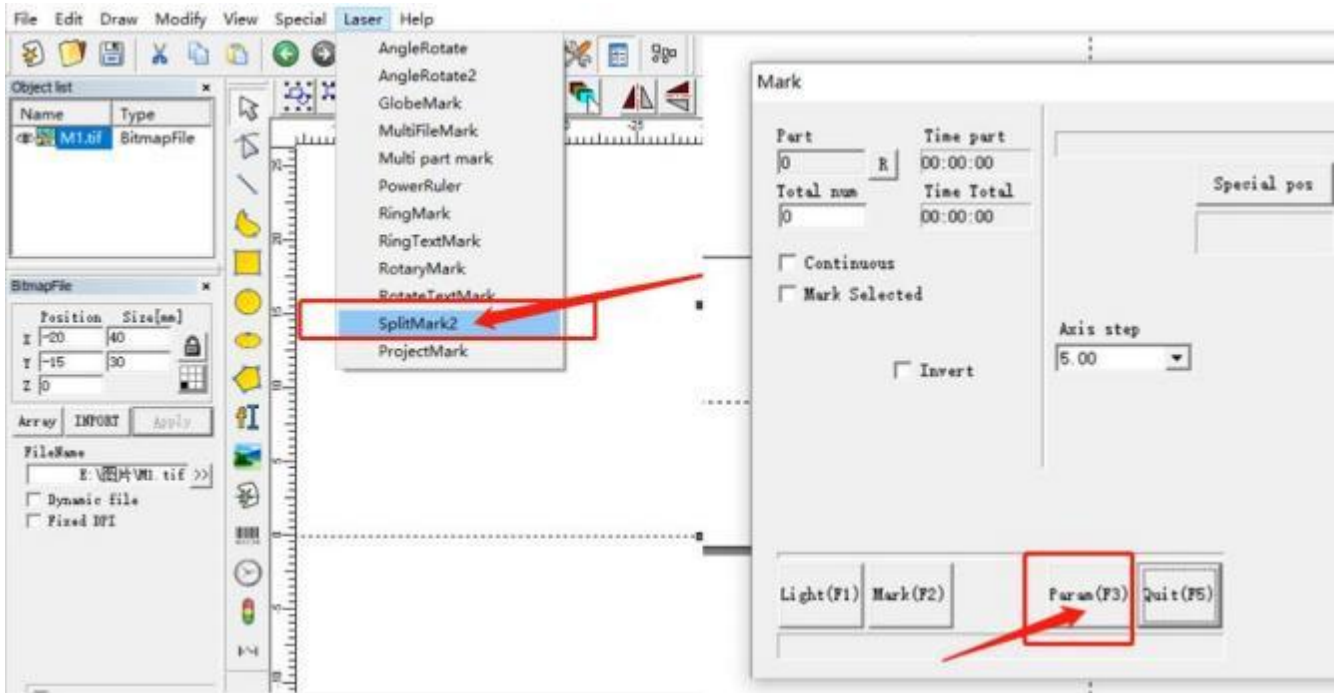 File Edit Draw Modify View Special Laser Help
Object list
Name Type
M1.tif BitmapFile
BitmapFile
Position Size[mm]
X -20 40
Y -15 30
Z 0
Array INPORT Apply
FileName
E:\图片\M1.tif >>
Dynamic file
Fixed DPI
AngleRotate
AngleRotate2
GlobeMark
MultiFileMark
Multi part mark
PowerRuler
RingMark
RingTextMark
RotaryMark
RotateTextMark
SplitMark2
ProjectMark
Mark
Part Time part
0 R 00:00:00
Total num Time Total
0 00:00:00
Special pos
Continuous
Mark Selected
Invert
Axis step
5.00
Light(F1) Mark(F2) Param(F3) Quit(F5)